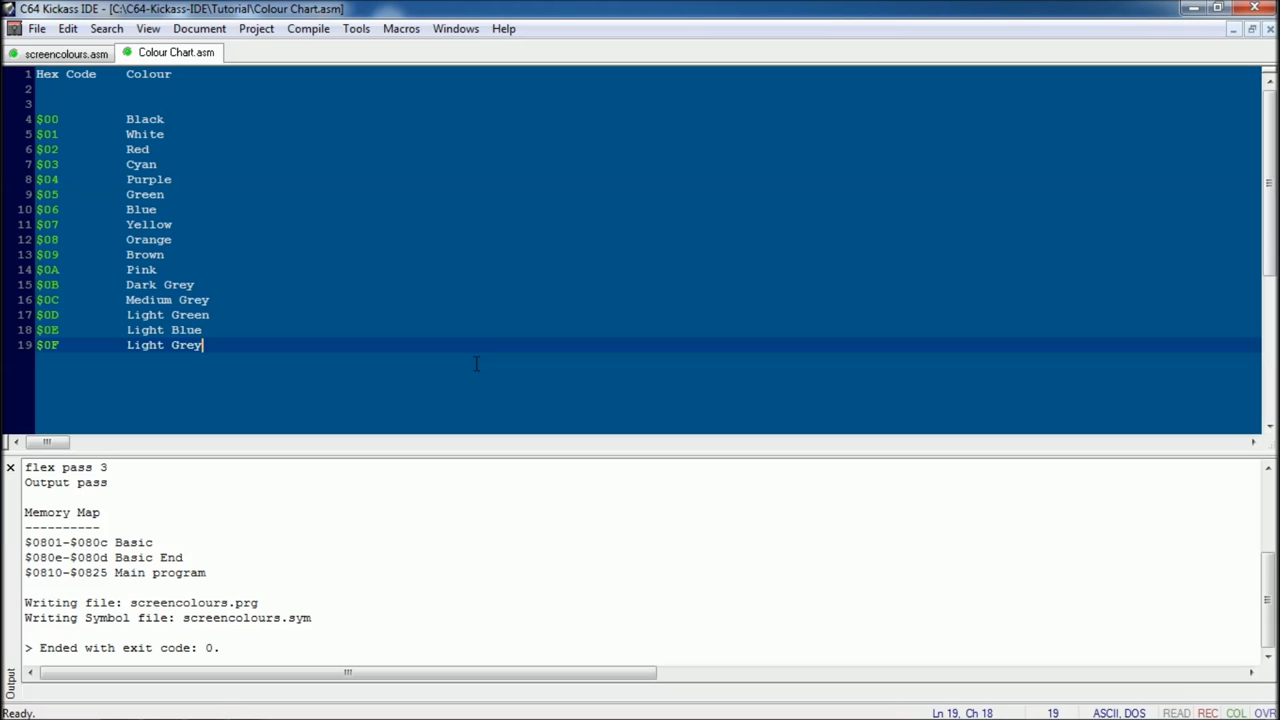 C64 Kickass IDE - [C:\C64-Kickass-IDE\Tutorial\Colour Chart.asm]
File Edit Search View Document Project Compile Tools Macros Windows Help
screencolours.asm Colour Chart.asm
1 Hex Code Colour
2
3
4 $00 Black
5 $01 White
6 $02 Red
7 $03 Cyan
8 $04 Purple
9 $05 Green
10 $06 Blue
11 $07 Yellow
12 $08 Orange
13 $09 Brown
14 $0A Pink
15 $0B Dark Grey
16 $0C Medium Grey
17 $0D Light Green
18 $0E Light Blue
19 $0F Light Grey
flex pass 3
Output pass
Memory Map
----------
$0801-$080c Basic
$080e-$080d Basic End
$0810-$0825 Main program
Writing file: screencolours.prg
Writing Symbol file: screencolours.sym
> Ended with exit code: 0.
Output
Ready. Ln 19, Ch 18 19 ASCII, DOS READ REC COL OVR